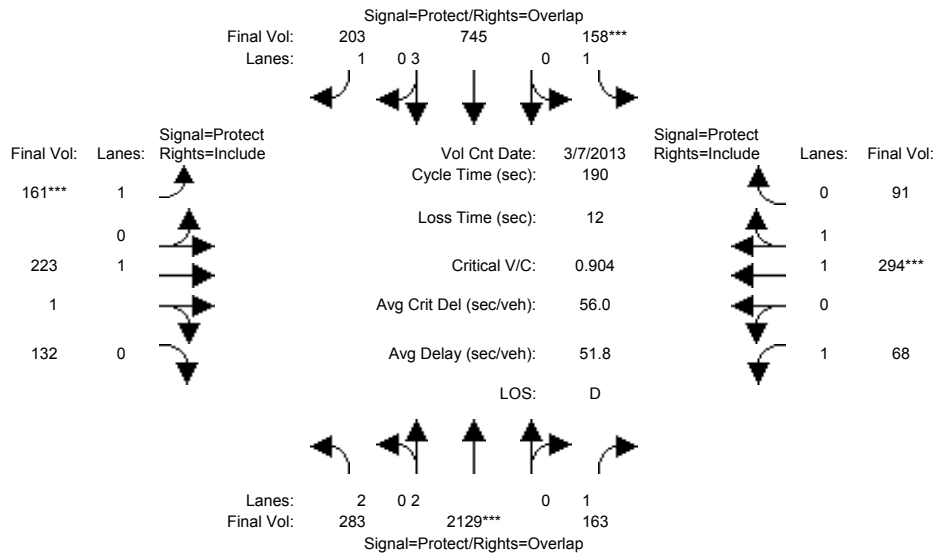 Signal=Protect/Rights=Overlap
Final Vol: 203 745 158***
Lanes: 1 0 3 0 1
Signal=Protect Signal=Protect
Final Vol: Lanes: Rights=Include Vol Cnt Date: 3/7/2013 Rights=Include Lanes: Final Vol:
Cycle Time (sec): 190
161*** 1 0 91
Loss Time (sec): 12
0 1
223 1 Critical V/C: 0.904 1 294***
1 Avg Crit Del (sec/veh): 56.0 0
132 0 Avg Delay (sec/veh): 51.8 1 68
LOS: D
Lanes: 2 0 2 0 1
Final Vol: 283 2129*** 163
Signal=Protect/Rights=Overlap